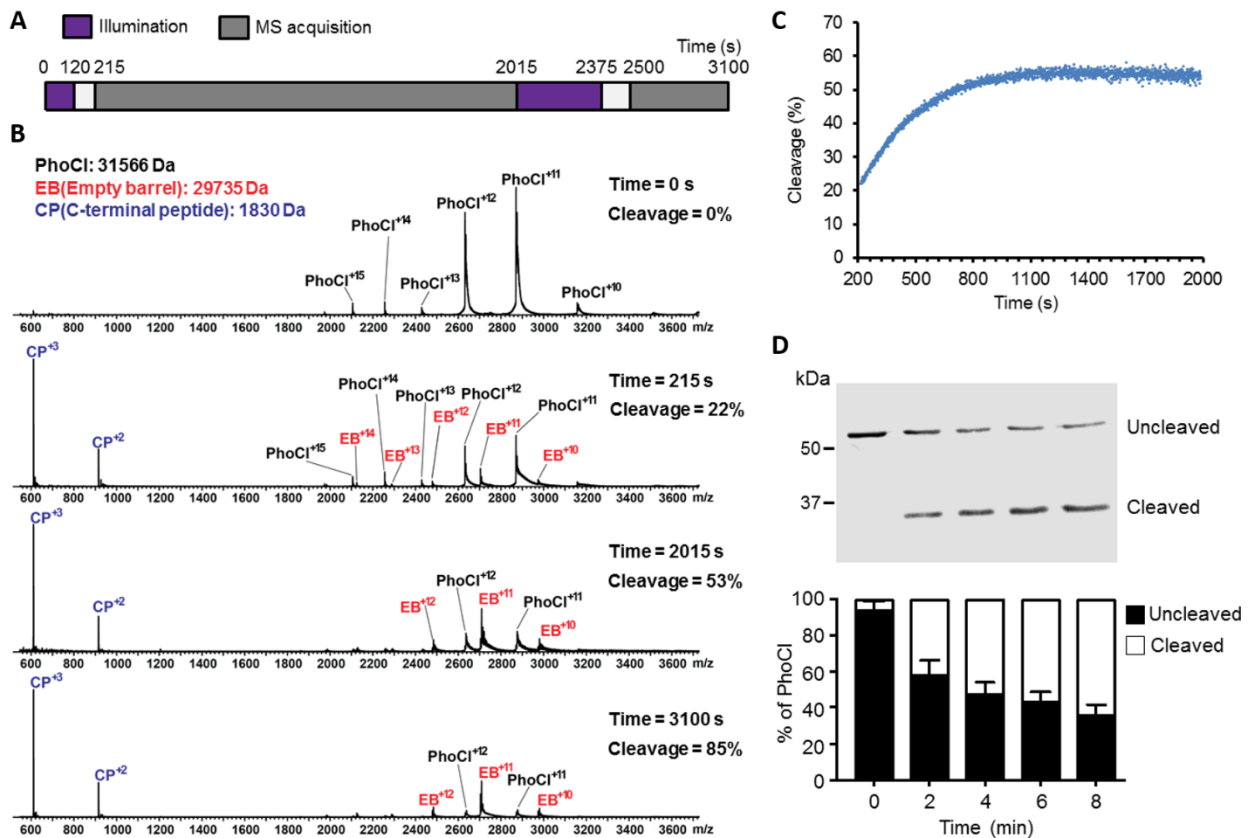 A
Illumination
MS acquisition
Time (s)
0 120 215 2015 2375 2500 3100
B
PhoCl: 31566 Da
EB(Empty barrel): 29735 Da
CP(C-terminal peptide): 1830 Da
Time = 0 s
Cleavage = 0%
PhoCl+15
PhoCl+14
PhoCl+13
PhoCl+12
PhoCl+11
PhoCl+10
600 800 1000 1200 1400 1600 1800 2000 2200 2400 2600 2800 3000 3200 3400 3600 m/z
Time = 215 s
Cleavage = 22%
CP+3
CP+2
PhoCl+15
EB+14
PhoCl+14
EB+13
PhoCl+13
EB+12
PhoCl+12
EB+11
PhoCl+11
EB+10
600 800 1000 1200 1400 1600 1800 2000 2200 2400 2600 2800 3000 3200 3400 3600 m/z
Time = 2015 s
Cleavage = 53%
CP+3
CP+2
EB+12
PhoCl+12
EB+11
PhoCl+11
EB+10
600 800 1000 1200 1400 1600 1800 2000 2200 2400 2600 2800 3000 3200 3400 3600 m/z
Time = 3100 s
Cleavage = 85%
CP+3
CP+2
EB+12
PhoCl+12
EB+11
PhoCl+11
EB+10
600 800 1000 1200 1400 1600 1800 2000 2200 2400 2600 2800 3000 3200 3400 3600 m/z
C
Cleavage (%)
70
60
50
40
30
20
10
0
200 500 800 1100 1400 1700 2000
Time (s)
D
kDa
50
37
Uncleaved
Cleaved
% of PhoCl
100
80
60
40
20
0
Uncleaved
Cleaved
0 2 4 6 8
Time (min)